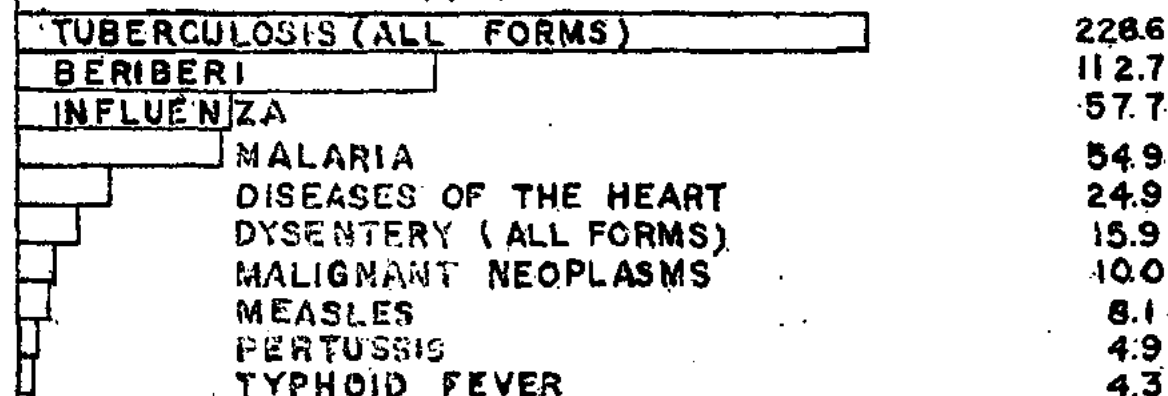 TUBERCULOSIS (ALL FORMS) 228.6
BERIBERI 112.7
INFLUENZA 57.7
MALARIA 54.9
DISEASES OF THE HEART 24.9
DYSENTERY (ALL FORMS) 15.9
MALIGNANT NEOPLASMS 10.0
MEASLES 8.1
PERTUSSIS 4.9
TYPHOID FEVER 4.3